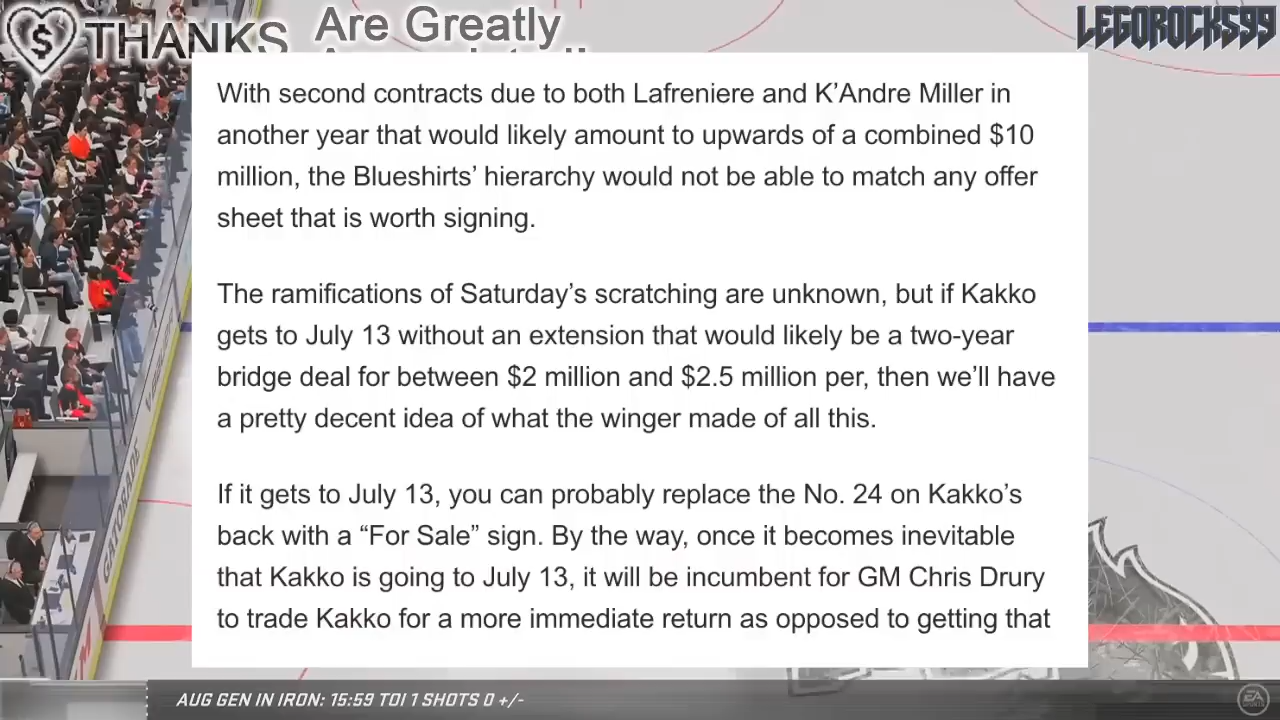 THANKS Are Greatly
LEGOROCKS99
With second contracts due to both Lafreniere and K’Andre Miller in
another year that would likely amount to upwards of a combined $10
million, the Blueshirts’ hierarchy would not be able to match any offer
sheet that is worth signing.
The ramifications of Saturday’s scratching are unknown, but if Kakko
gets to July 13 without an extension that would likely be a two-year
bridge deal for between $2 million and $2.5 million per, then we’ll have
a pretty decent idea of what the winger made of all this.
If it gets to July 13, you can probably replace the No. 24 on Kakko’s
back with a “For Sale” sign. By the way, once it becomes inevitable
that Kakko is going to July 13, it will be incumbent for GM Chris Drury
to trade Kakko for a more immediate return as opposed to getting that
GATORADE
AUG GEN IN IRON: 15:59 TOI 1 SHOTS 0 +/-
EA
SPORTS